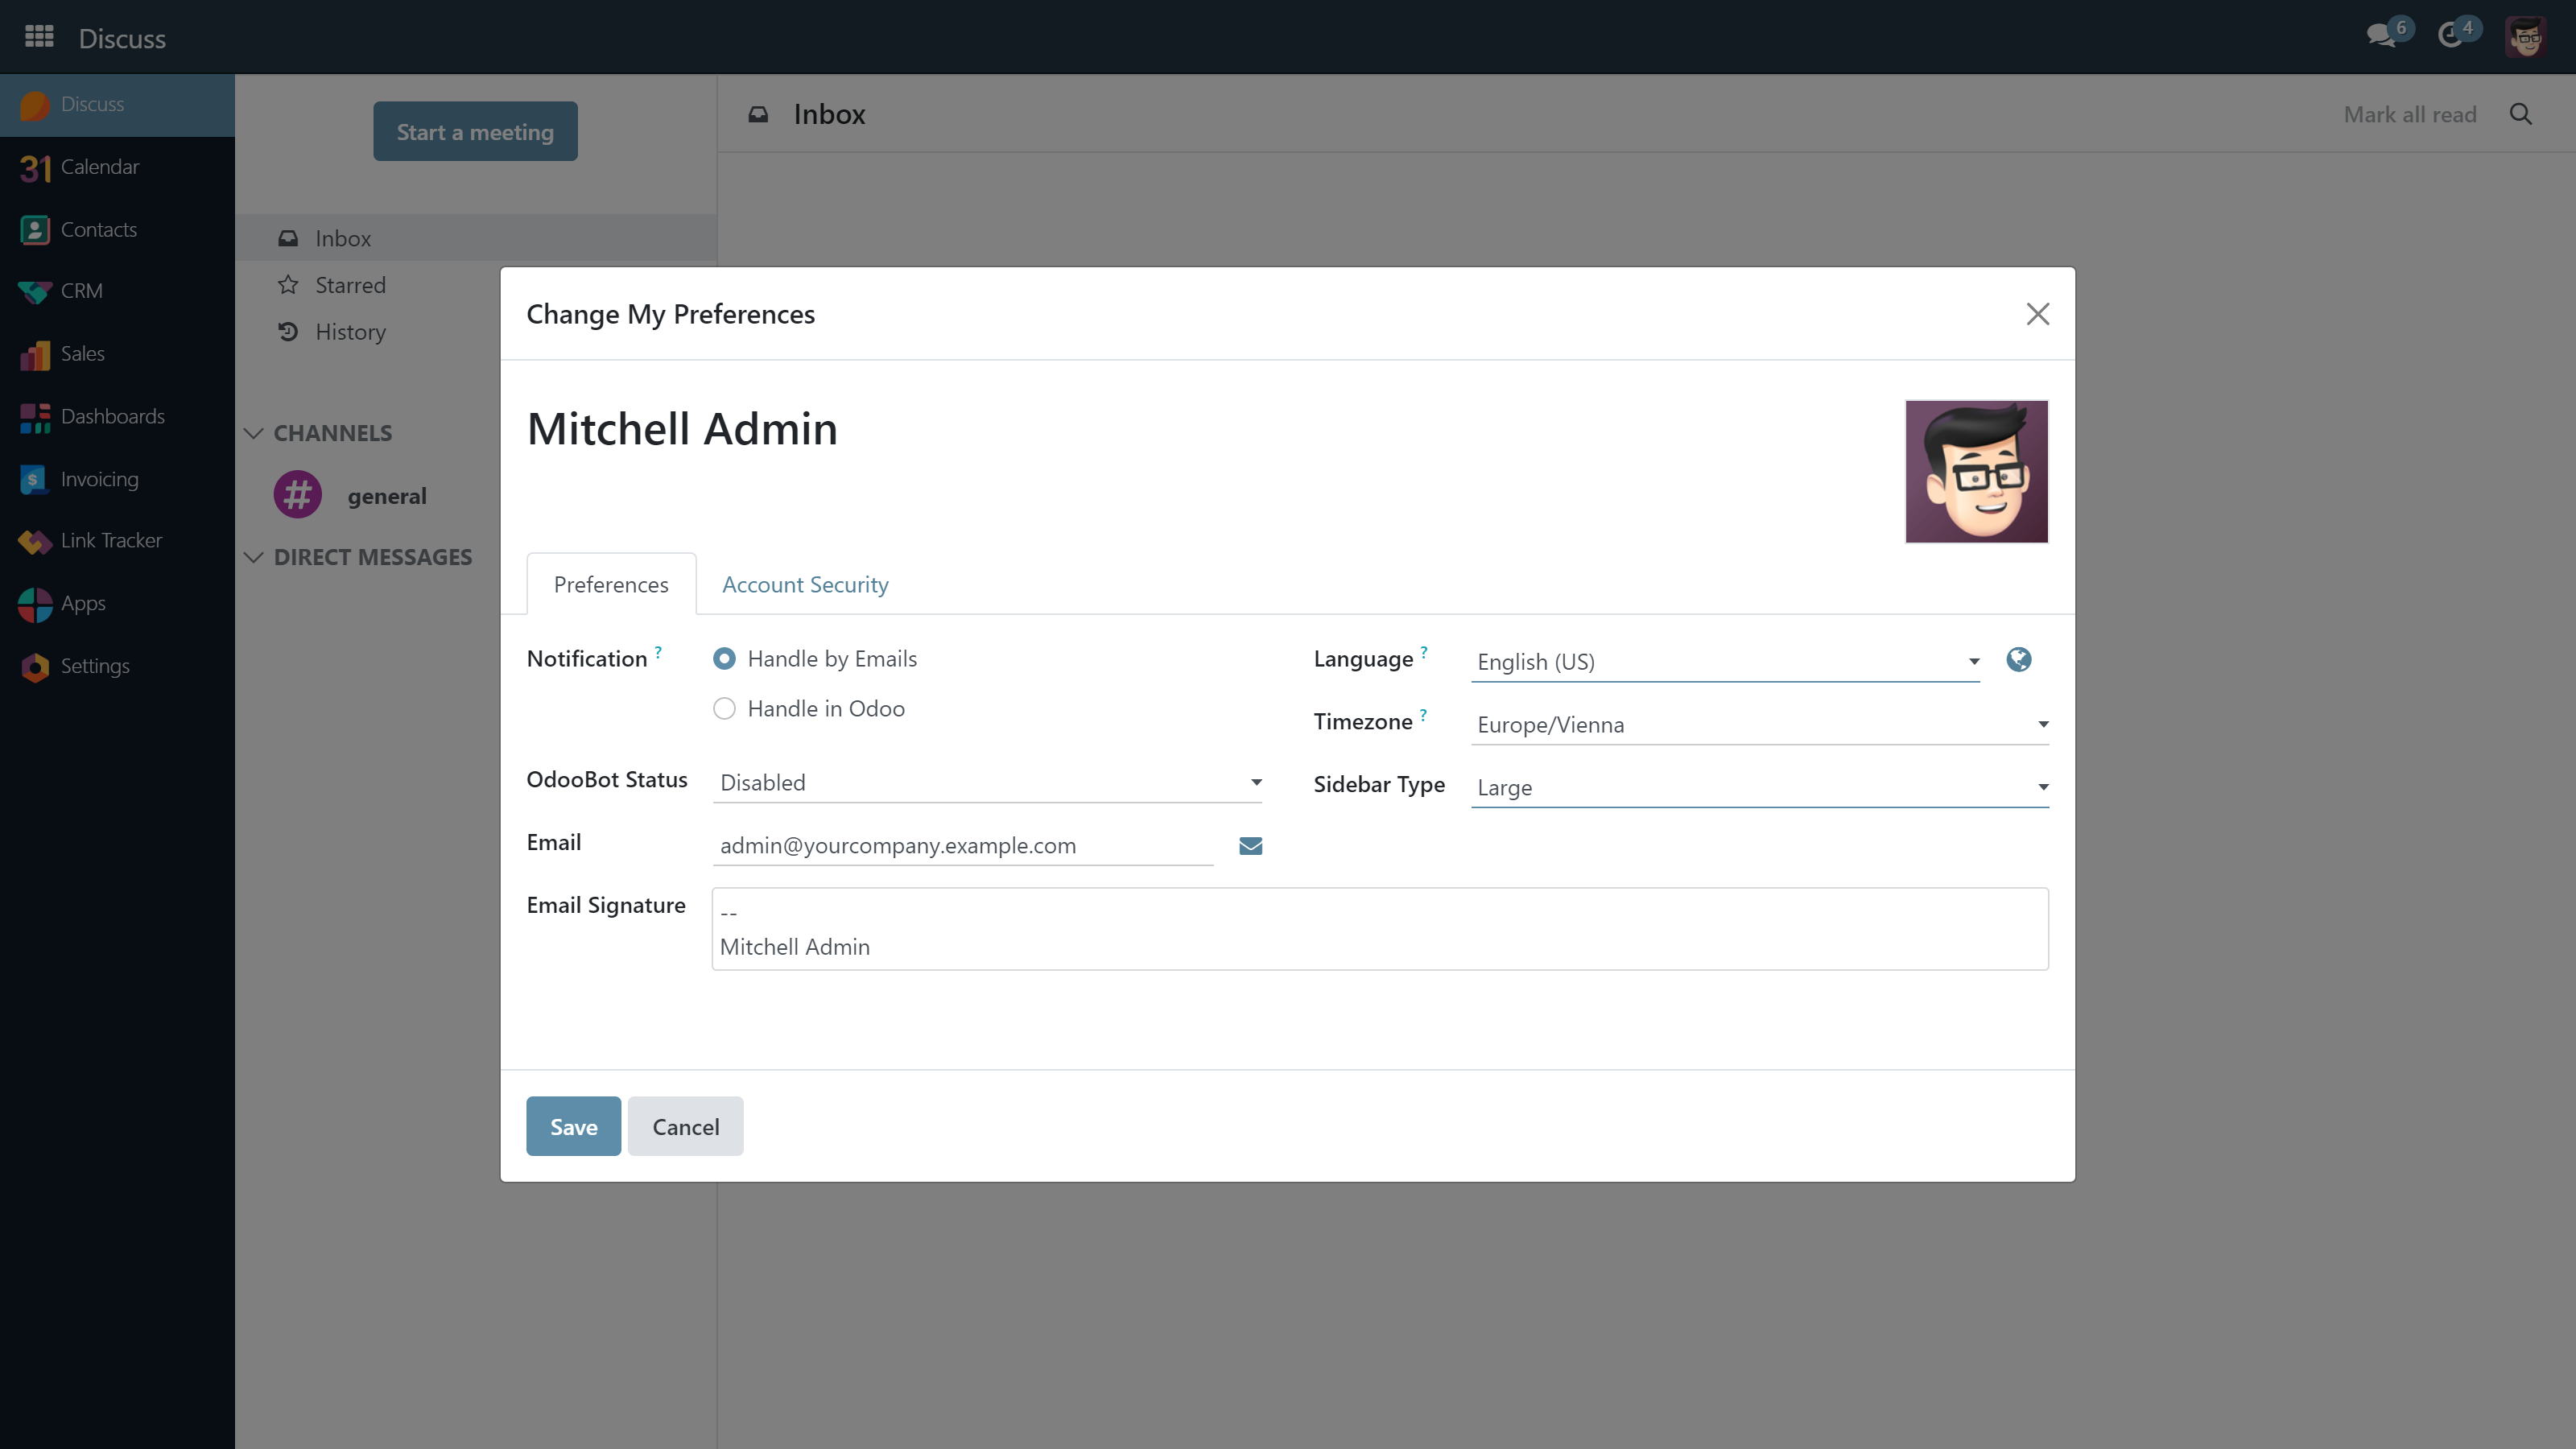 Discuss
6
4
Discuss
31 Calendar
Contacts
CRM
Sales
Dashboards
$ Invoicing
Link Tracker
Apps
Settings
Start a meeting
Inbox
Starred
History
CHANNELS
# general
DIRECT MESSAGES
Inbox
Mark all read
Change My Preferences
Mitchell Admin
Preferences
Account Security
Notification ?
Handle by Emails
Handle in Odoo
OdooBot Status
Disabled
Email
admin@yourcompany.example.com
Language ?
English (US)
Timezone ?
Europe/Vienna
Sidebar Type
Large
Email Signature
--
Mitchell Admin
Save
Cancel